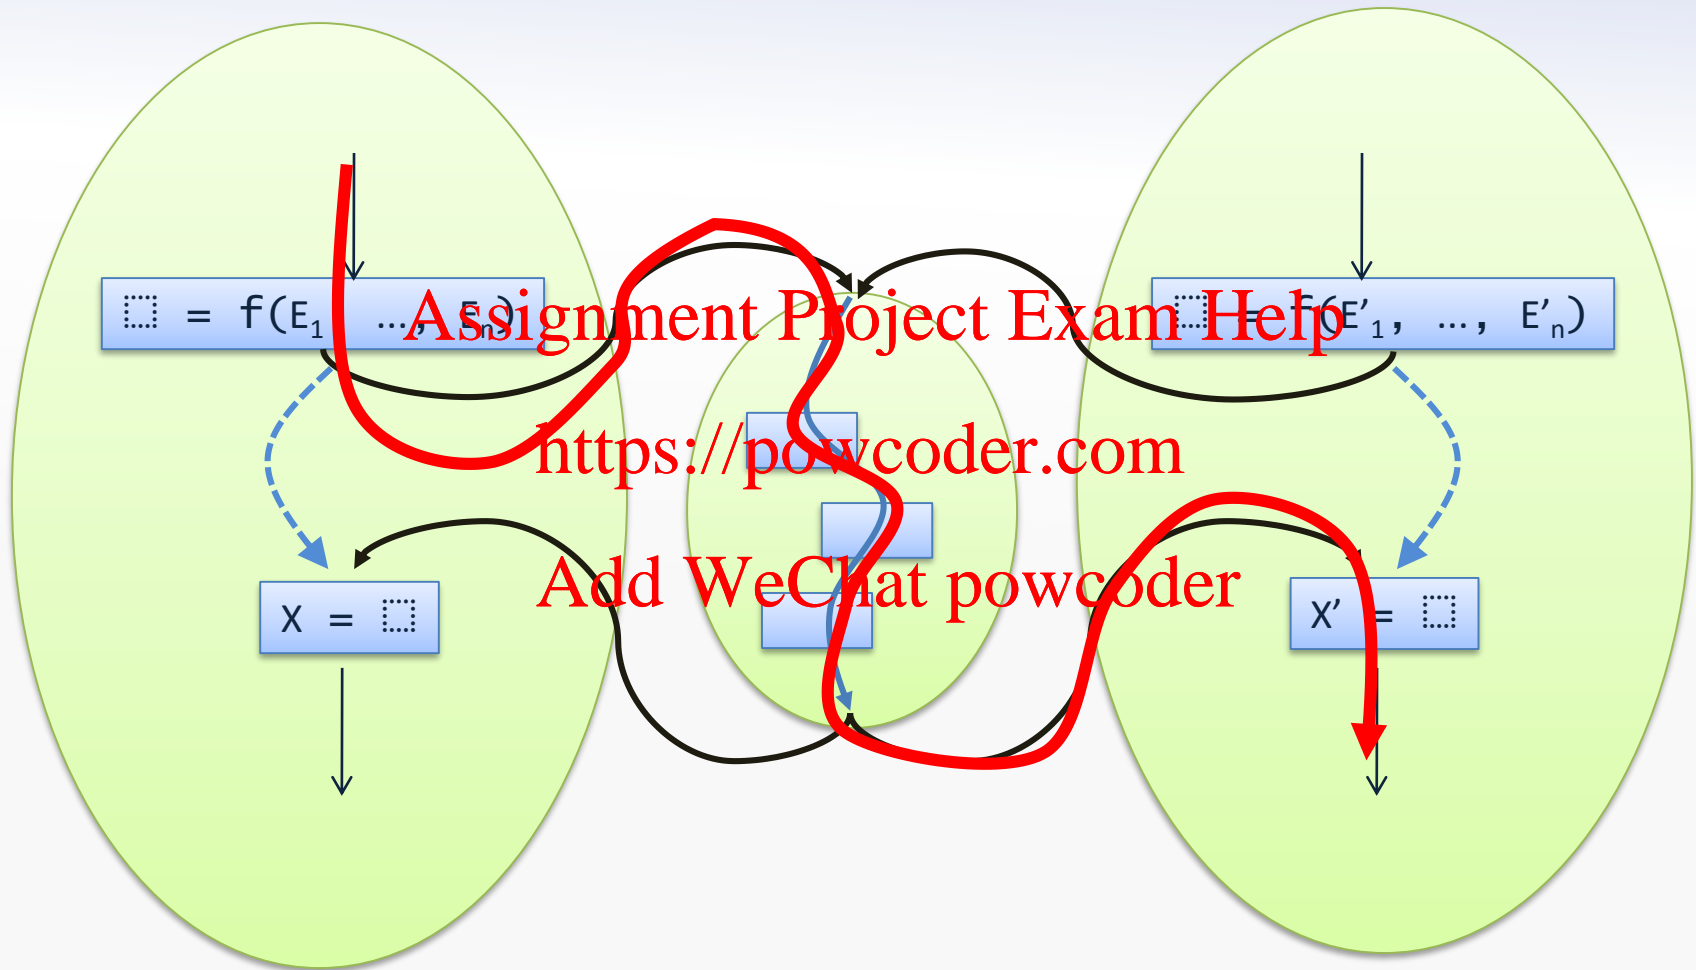 ⬚ = f(E₁ …, Eₙ)
⬚ = f(E’₁, …, E’ₙ)
Assignment Project Exam Help
https://powcoder.com
Add WeChat powcoder
X = ⬚
X’ = ⬚